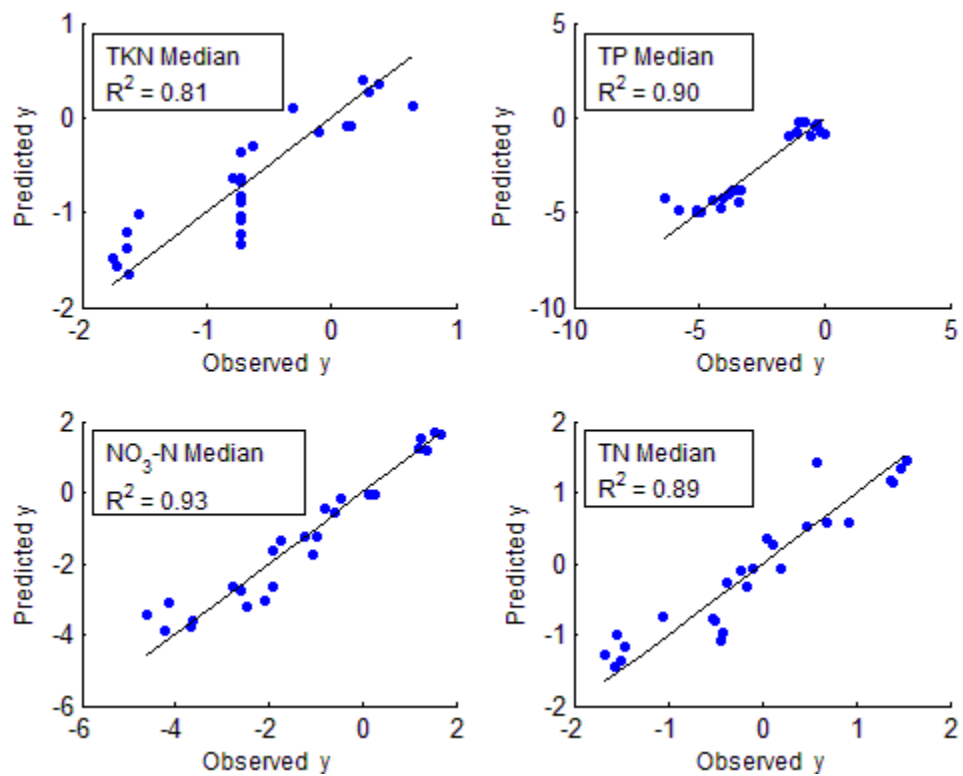 TKN Median
R² = 0.81
Predicted y
1
0
-1
-2
-2
-1
0
1
Observed y
TP Median
R² = 0.90
Predicted y
5
0
-5
-10
-10
-5
0
5
Observed y
NO₃-N Median
R² = 0.93
Predicted y
2
0
-2
-4
-6
-6
-4
-2
0
2
Observed y
TN Median
R² = 0.89
Predicted y
2
1
0
-1
-2
-2
-1
0
1
2
Observed y